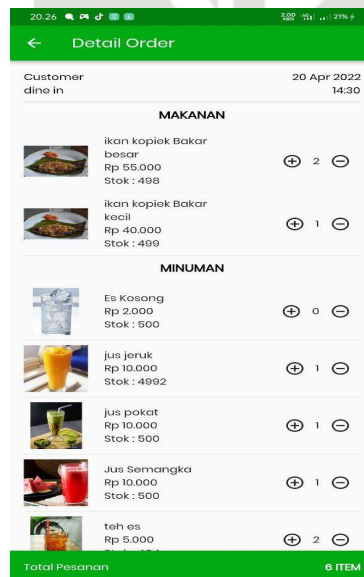 20.26
21%
Detail Order
Customer 20 Apr 2022
dine in 14:30
MAKANAN
ikan kopiek Bakar
besar
Rp 55.000
Stok : 498
2
ikan kopiek Bakar
kecil
Rp 40.000
Stok : 499
1
MINUMAN
Es Kosong
Rp 2.000
Stok : 500
0
jus jeruk
Rp 10.000
Stok : 4992
1
jus pokat
Rp 10.000
Stok : 500
1
Jus Semangka
Rp 10.000
Stok : 500
1
teh es
Rp 5.000
2
Total Pesanan 6 ITEM